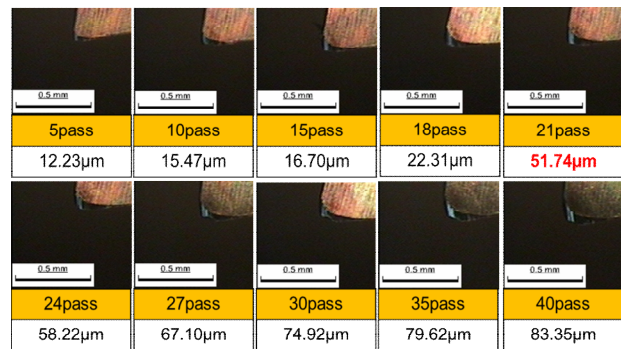 0.5 mm 0.5 mm 0.5 mm 0.5 mm 0.5 mm
5pass 10pass 15pass 18pass 21pass
12.23μm 15.47μm 16.70μm 22.31μm 51.74μm
0.5 mm 0.5 mm 0.5 mm 0.5 mm 0.5 mm
24pass 27pass 30pass 35pass 40pass
58.22μm 67.10μm 74.92μm 79.62μm 83.35μm